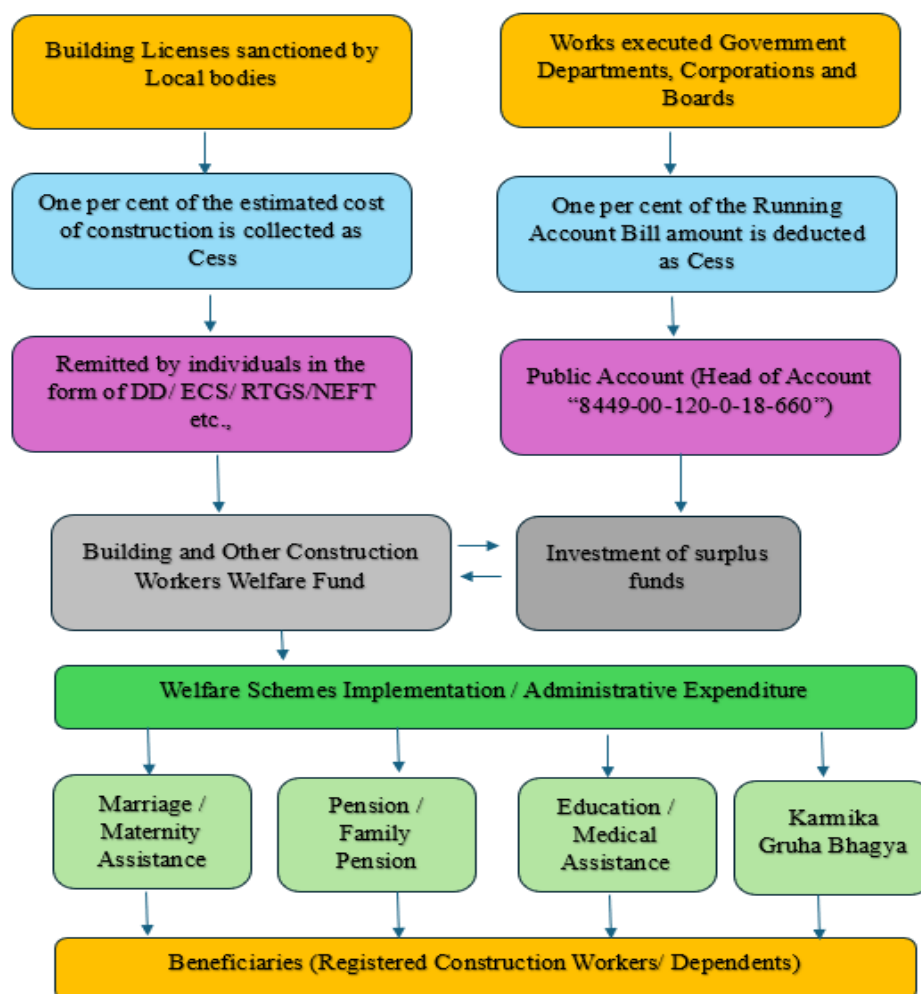 Building Licenses sanctioned by
Local bodies
Works executed Government
Departments, Corporations and
Boards
One per cent of the estimated cost
of construction is collected as
Cess
One per cent of the Running
Account Bill amount is deducted
as Cess
Remitted by individuals in the
form of DD/ ECS/ RTGS/NEFT
etc.,
Public Account (Head of Account
“8449-00-120-0-18-660”)
Building and Other Construction
Workers Welfare Fund
Investment of surplus
funds
Welfare Schemes Implementation / Administrative Expenditure
Marriage /
Maternity
Assistance
Pension /
Family
Pension
Education /
Medical
Assistance
Karmika
Gruha Bhagya
Beneficiaries (Registered Construction Workers/ Dependents)